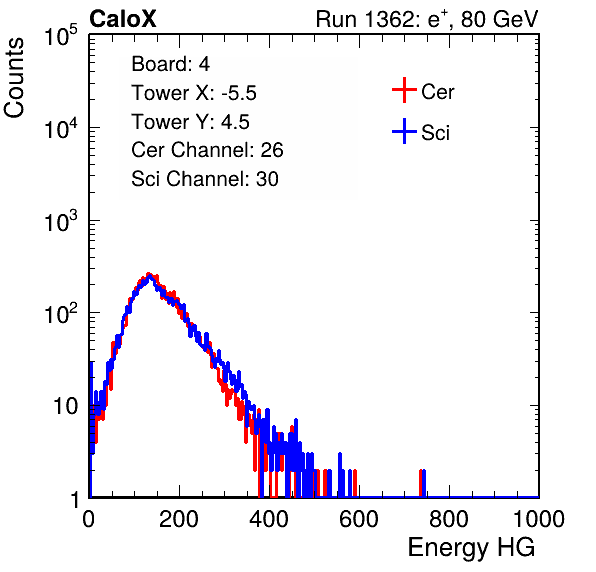 CaloX
Run 1362: e⁺, 80 GeV
Counts
Board: 4
Tower X: -5.5
Tower Y: 4.5
Cer Channel: 26
Sci Channel: 30
Cer
Sci
10⁵
10⁴
10³
10²
10
1
0 200 400 600 800 1000
Energy HG